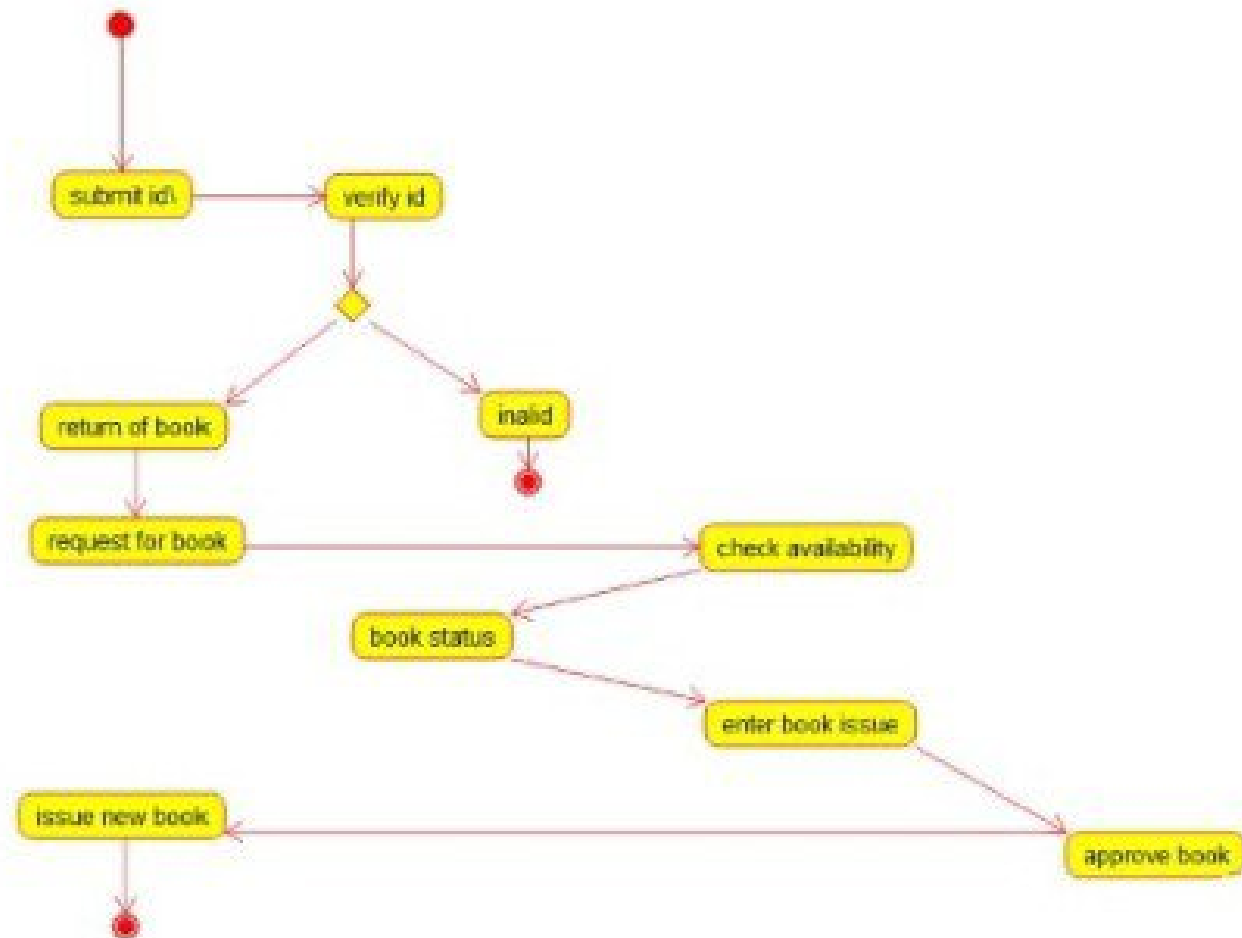 submit id\
verify id
return of book
inalid
request for book
check availability
book status
enter book issue
issue new book
approve book